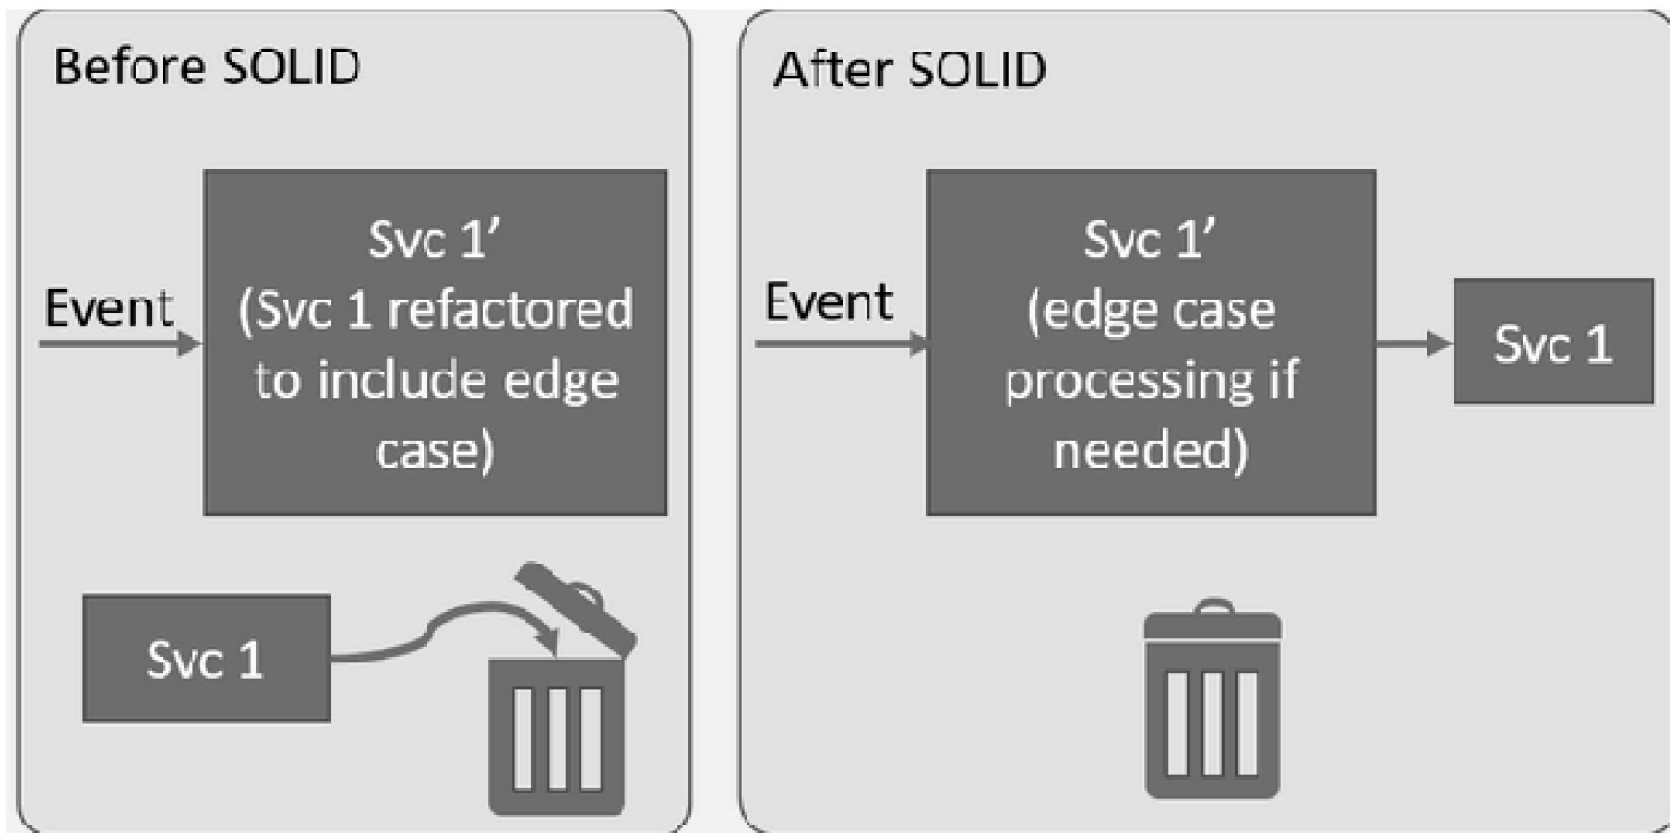 Before SOLID
Event
Svc 1’
(Svc 1 refactored
to include edge
case)
Svc 1
After SOLID
Event
Svc 1’
(edge case
processing if
needed)
Svc 1